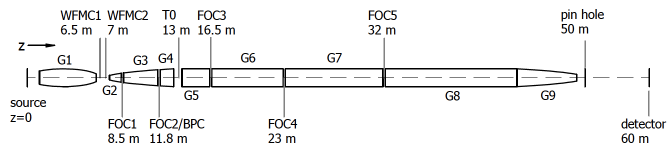 WFMC1
6.5 m
WFMC2
7 m
T0
13 m
FOC3
16.5 m
FOC5
32 m
pin hole
50 m
z
G1
G2
G3
G4
G5
G6
G7
G8
G9
source
z=0
FOC1
8.5 m
FOC2/BPC
11.8 m
FOC4
23 m
detector
60 m